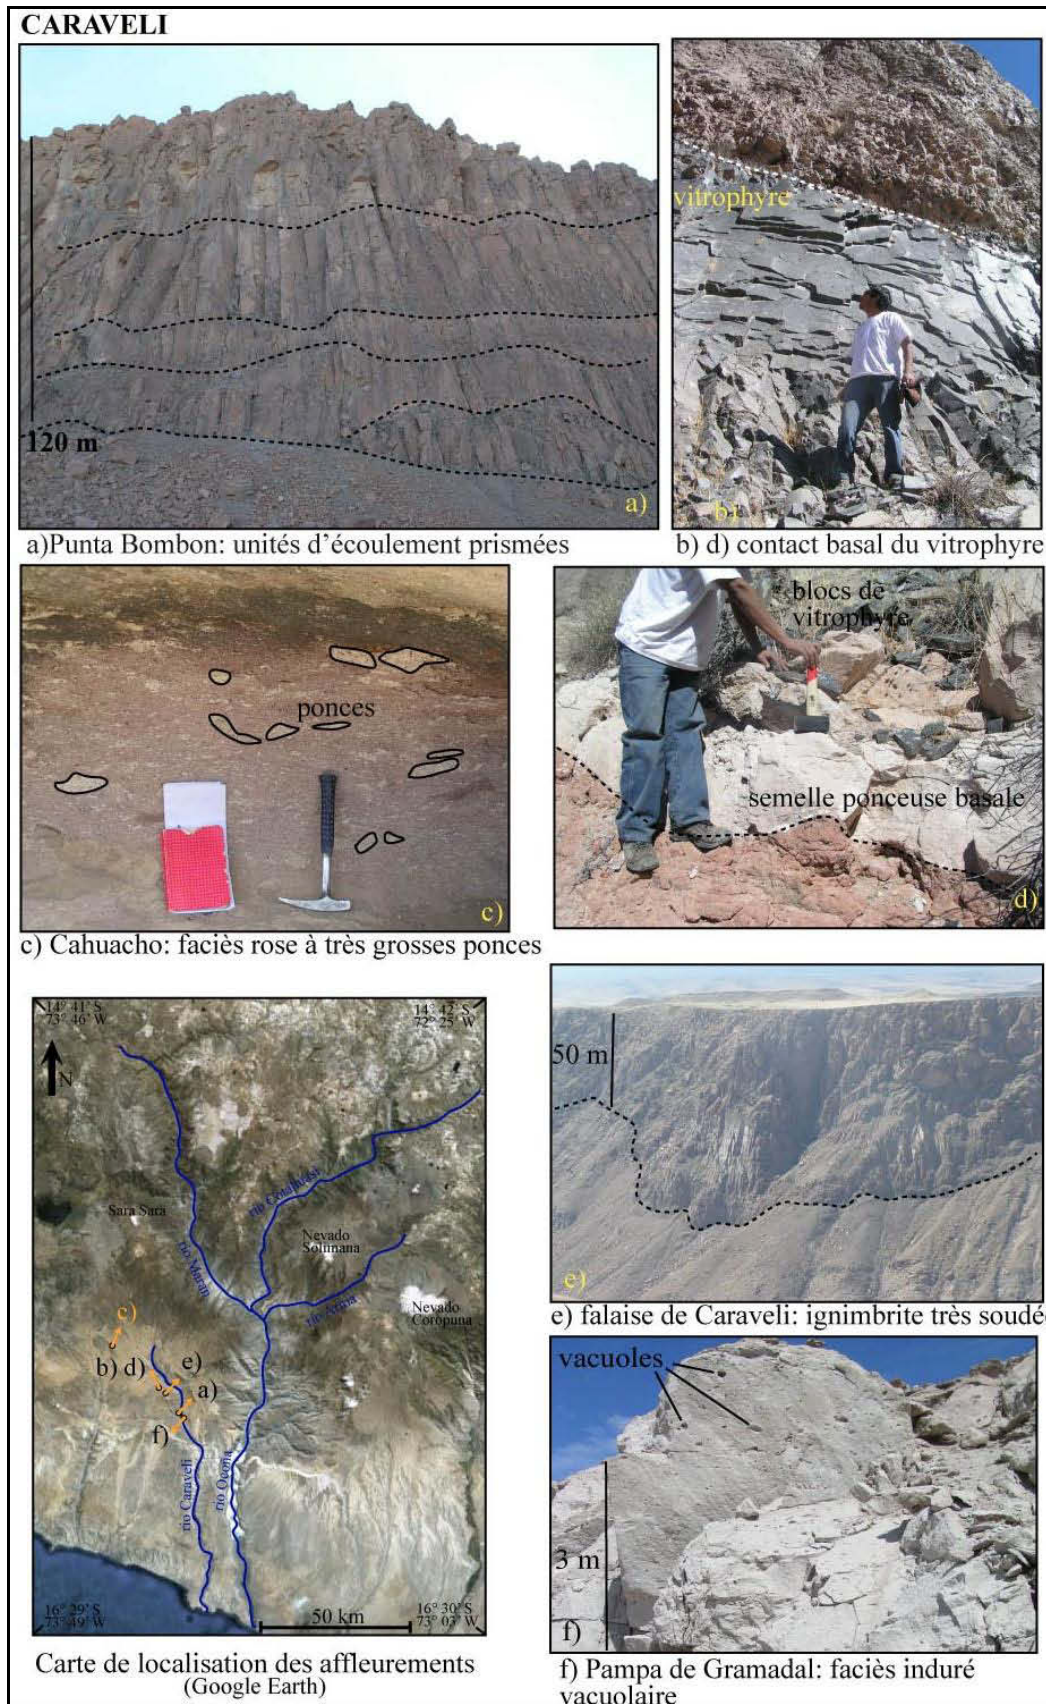 CARAVELI
120 m
a)
vitrophyre
b)
a)Punta Bombon: unités d'écoulement prismées
b) d) contact basal du vitrophyre
ponces
c)
blocs de
vitrophyre
semelle ponceuse basale
d)
c) Cahuacho: faciès rose à très grosses ponces
14° 41' S
73° 46' W
14° 42' S
72° 25' W
N
Sara Sara
rio Cotahuasi
Nevado
Solimana
rio Maran
rio Arma
Nevado
Coropuna
c)
b) d)
e)
a)
f)
rio Caraveli
rio Ocona
16° 29' S
73° 49' W
50 km
16° 30' S
73° 03' W
Carte de localisation des affleurements
(Google Earth)
50 m
e)
e) falaise de Caraveli: ignimbrite très soudé
vacuoles
3 m
f)
f) Pampa de Gramadal: faciès induré
vacuolaire